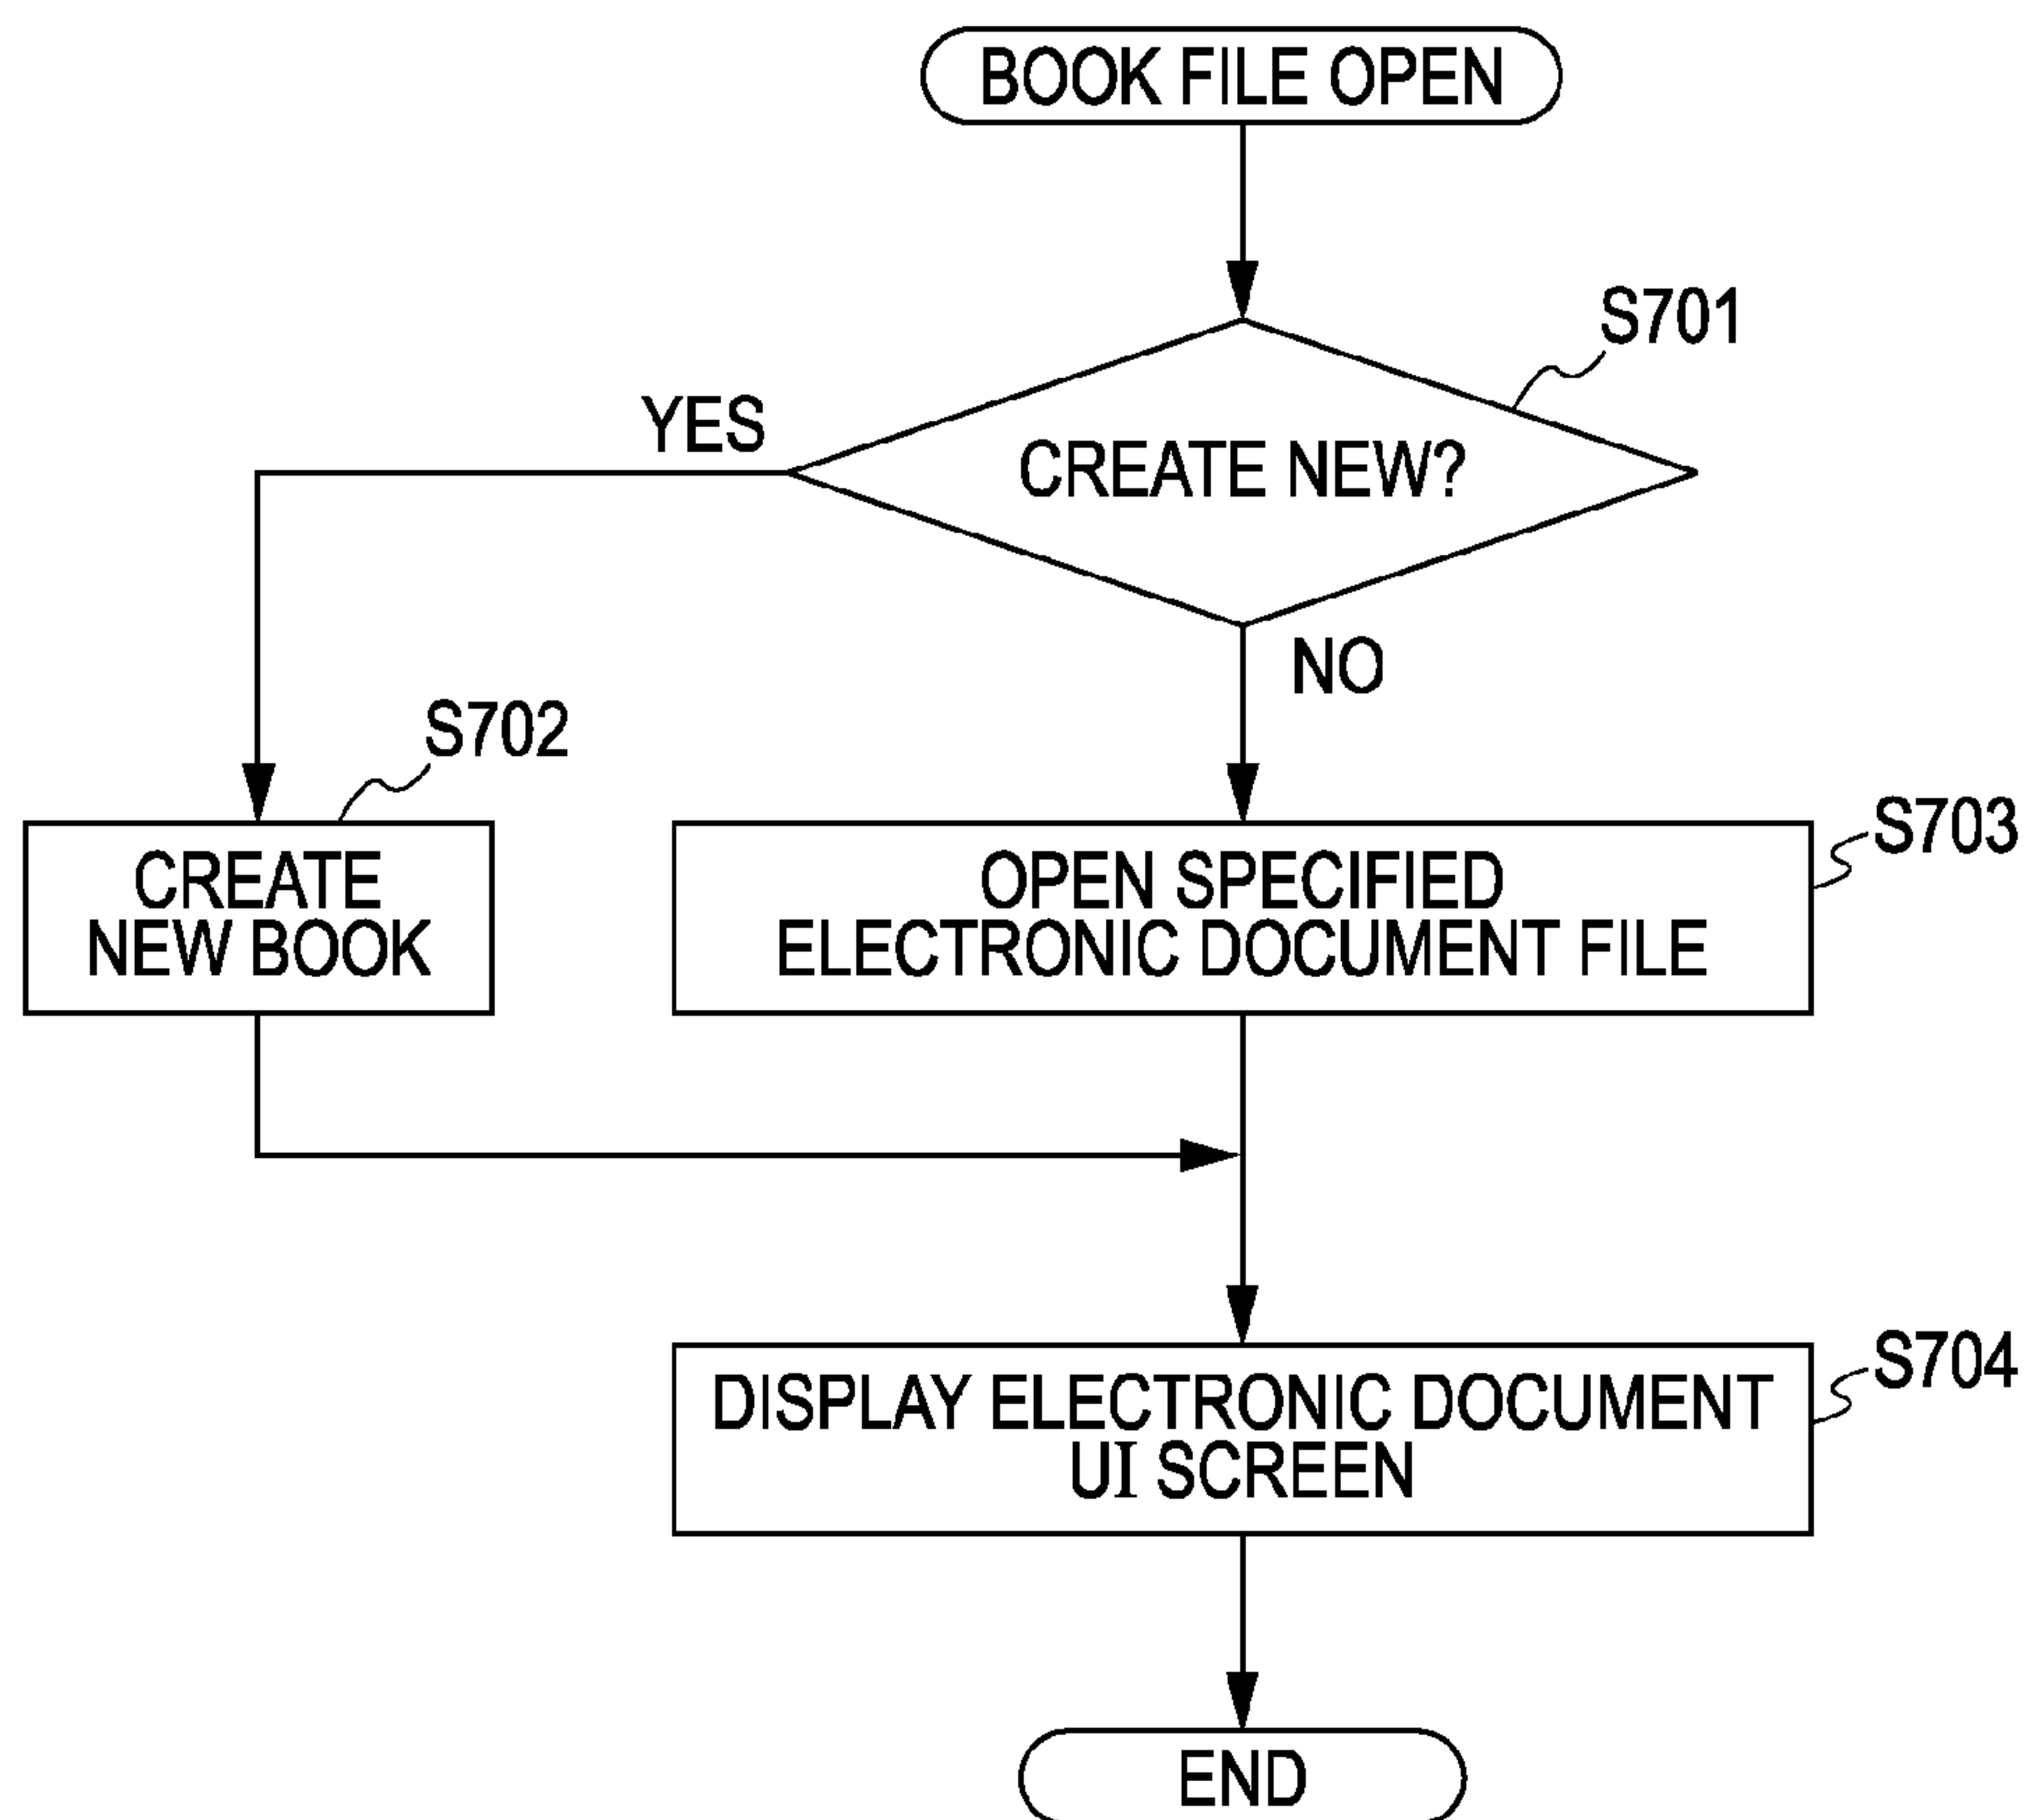 BOOK FILE OPEN
S701
YES
CREATE NEW?
NO
S702
CREATE
NEW BOOK
S703
OPEN SPECIFIED
ELECTRONIC DOCUMENT FILE
S704
DISPLAY ELECTRONIC DOCUMENT
UI SCREEN
END